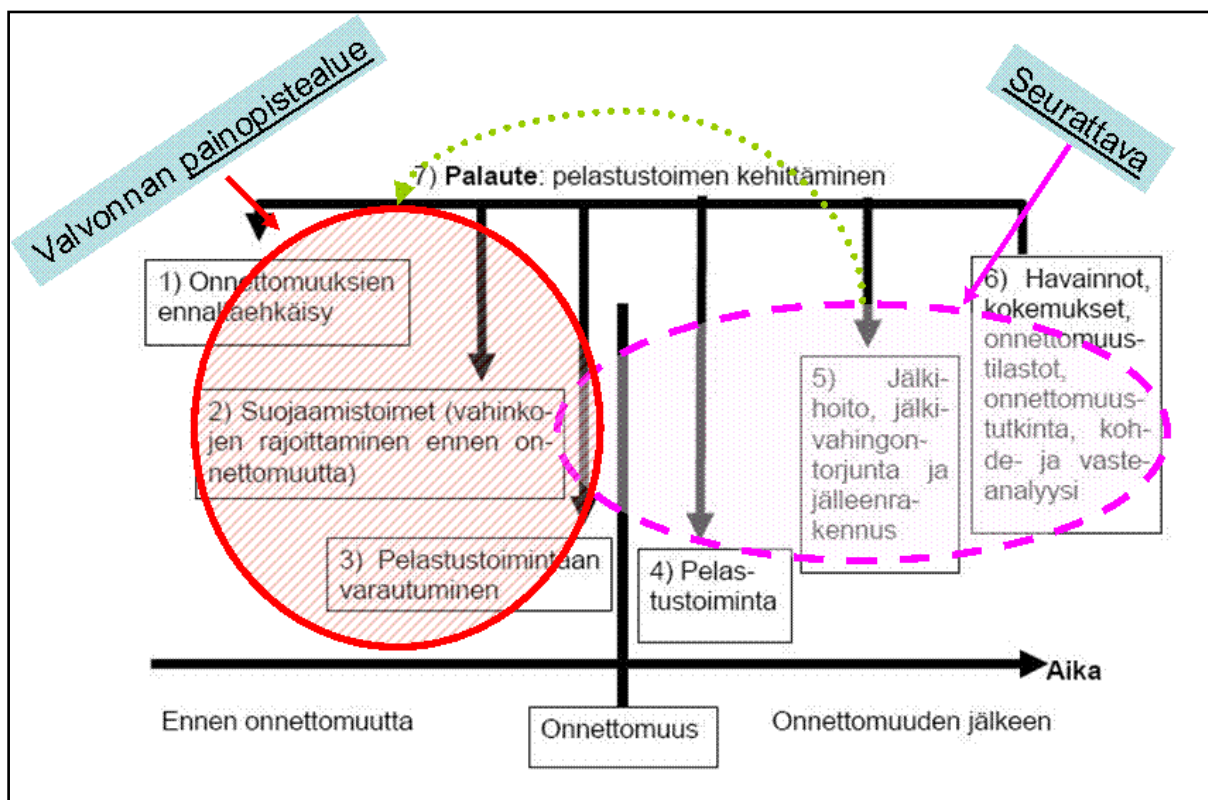 Valvonnan painopistealue
Seurattava
7) Palaute: pelastustoimen kehittäminen
1) Onnettomuuksien
ennaltaehkäisy
2) Suojaamistoimet (vahinko-
jen rajoittaminen ennen on-
nettomuutta)
3) Pelastustoimintaan
varautuminen
4) Pelas-
tustoiminta
5) Jälki-
hoito, jälki-
vahingon-
torjunta ja
jälleenra-
kennus
6) Havainnot,
kokemukset,
onnettomuus-
tilastot,
onnettomuus-
tutkinta, koh-
de- ja vaste-
analyysi
Aika
Ennen onnettomuutta
Onnettomuus
Onnettomuuden jälkeen